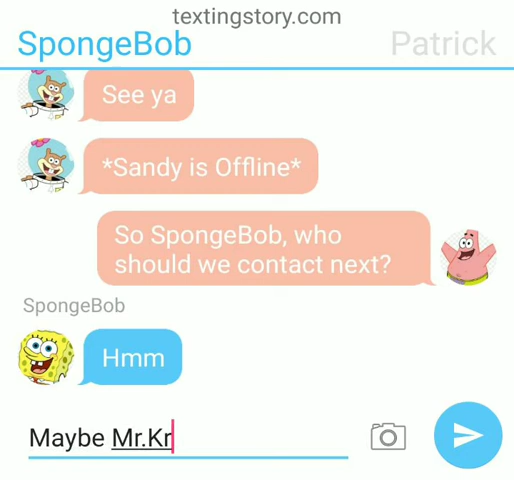 textingstory.com
SpongeBob
Patrick
See ya
*Sandy is Offline*
So SpongeBob, who
should we contact next?
SpongeBob
Hmm
Maybe Mr.Kr